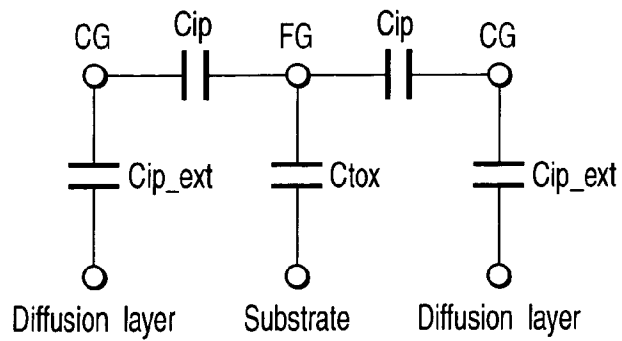 Cip Cip
CG FG CG
Cip_ext Ctox Cip_ext
Diffusion layer Substrate Diffusion layer